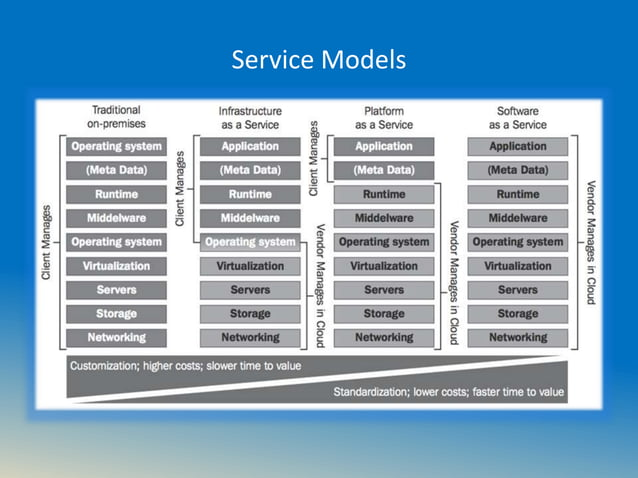 Service Models
Traditional
on-premises
Client Manages
Operating system
(Meta Data)
Runtime
Middelware
Operating system
Virtualization
Servers
Storage
Networking
Infrastructure
as a Service
Client Manages
Application
(Meta Data)
Runtime
Middelware
Operating system
Virtualization
Servers
Storage
Networking
Vendor Manages in Cloud
Platform
as a Service
Client Manages
Application
(Meta Data)
Runtime
Middelware
Operating system
Virtualization
Servers
Storage
Networking
Vendor Manages in Cloud
Software
as a Service
Application
(Meta Data)
Runtime
Middelware
Operating system
Virtualization
Servers
Storage
Networking
Vendor Manages in Cloud
Customization; higher costs; slower time to value
Standardization; lower costs; faster time to value